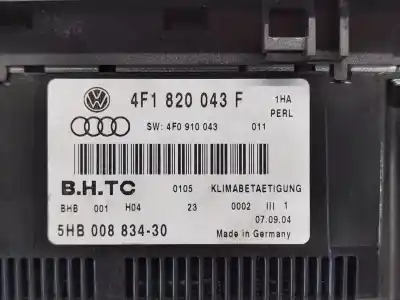 4F1 820 043 F 1HA
PERL
SW: 4F0 910 043 011
B.H.TC 0105 KLIMABETAETIGUNG
BHB 001 H04 23 0002 III 1
07.09.04
5HB 008 834-30 Made in Germany